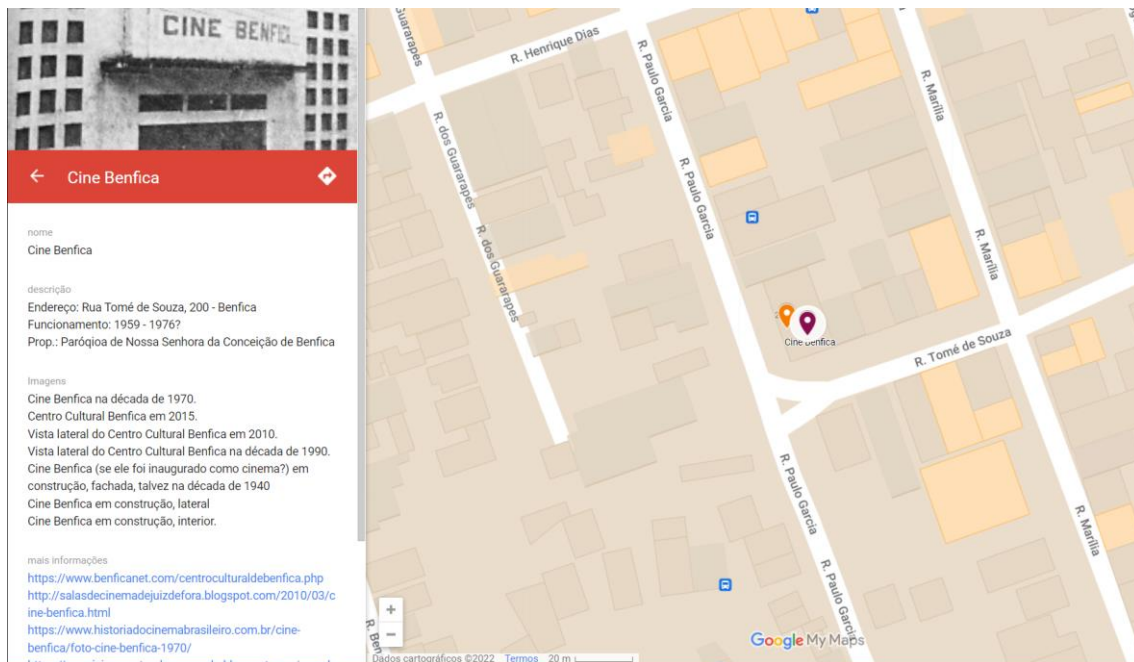 CINE BENFICA
Cine Benfica
nome
Cine Benfica
descrição
Endereço: Rua Tomé de Souza, 200 - Benfica
Funcionamento: 1959 - 1976?
Prop.: Paróqioa de Nossa Senhora da Conceição de Benfica
Imagens
Cine Benfica na década de 1970.
Centro Cultural Benfica em 2015.
Vista lateral do Centro Cultural Benfica em 2010.
Vista lateral do Centro Cultural Benfica na década de 1990.
Cine Benfica (se ele foi inaugurado como cinema?) em
construção, fachada, talvez na década de 1940
Cine Benfica em construção, lateral
Cine Benfica em construção, interior.
mais informações
https://www.benficanet.com/centroculturaldebenfica.php
http://salasdecinemadejuizdefora.blogspot.com/2010/03/c
ine-benfica.html
https://www.historiadocinemabrasileiro.com.br/cine-
benfica/foto-cine-benfica-1970/
Guararapes
R. Henrique Dias
R. Paulo Garcia
R. Marília
R. dos Guararapes
R. Paulo Garcia
R. dos Guararapes
R. Marília
Cine Benfica
R. Tomé de Souza
R. Paulo Garcia
R. Marília
R. Paulo Garcia
R. Ben
+
−
Google My Maps
Dados cartográficos ©2022 Termos 20 m